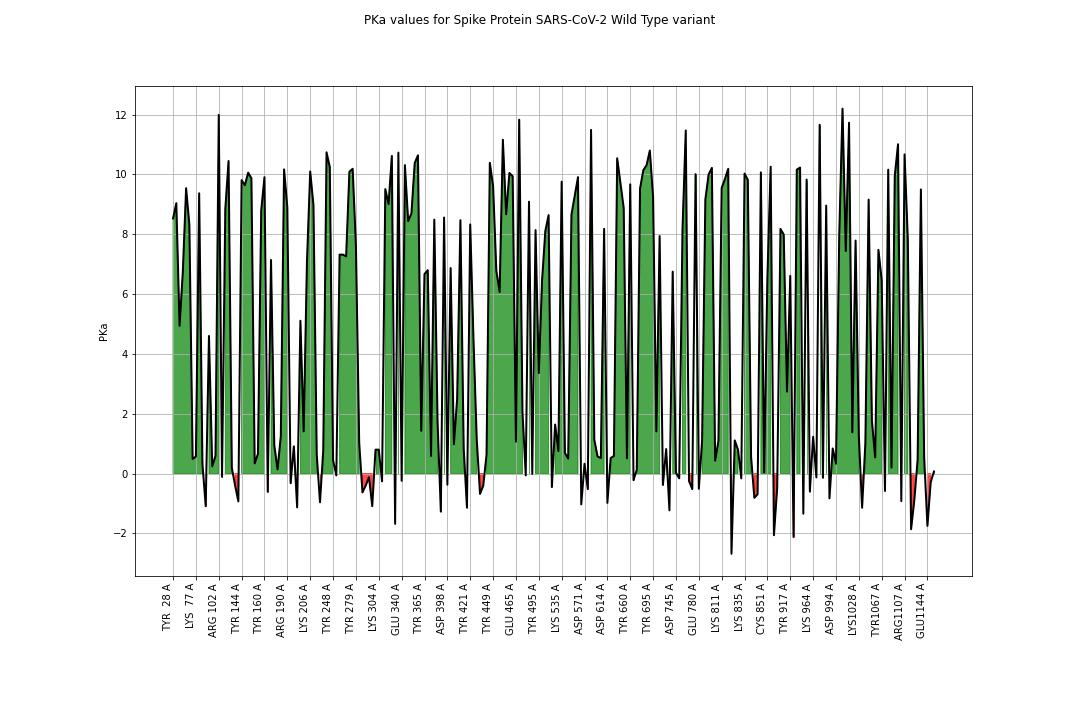 PKa values for Spike Protein SARS-CoV-2 Wild Type variant
12
10
8
6
4
2
0
−2
PKa
TYR 28 A
LYS 77 A
ARG 102 A
TYR 144 A
TYR 160 A
ARG 190 A
LYS 206 A
TYR 248 A
TYR 279 A
LYS 304 A
GLU 340 A
TYR 365 A
ASP 398 A
TYR 421 A
TYR 449 A
GLU 465 A
TYR 495 A
LYS 535 A
ASP 571 A
ASP 614 A
TYR 660 A
TYR 695 A
ASP 745 A
GLU 780 A
LYS 811 A
LYS 835 A
CYS 851 A
TYR 917 A
LYS 964 A
ASP 994 A
LYS1028 A
TYR1067 A
ARG1107 A
GLU1144 A